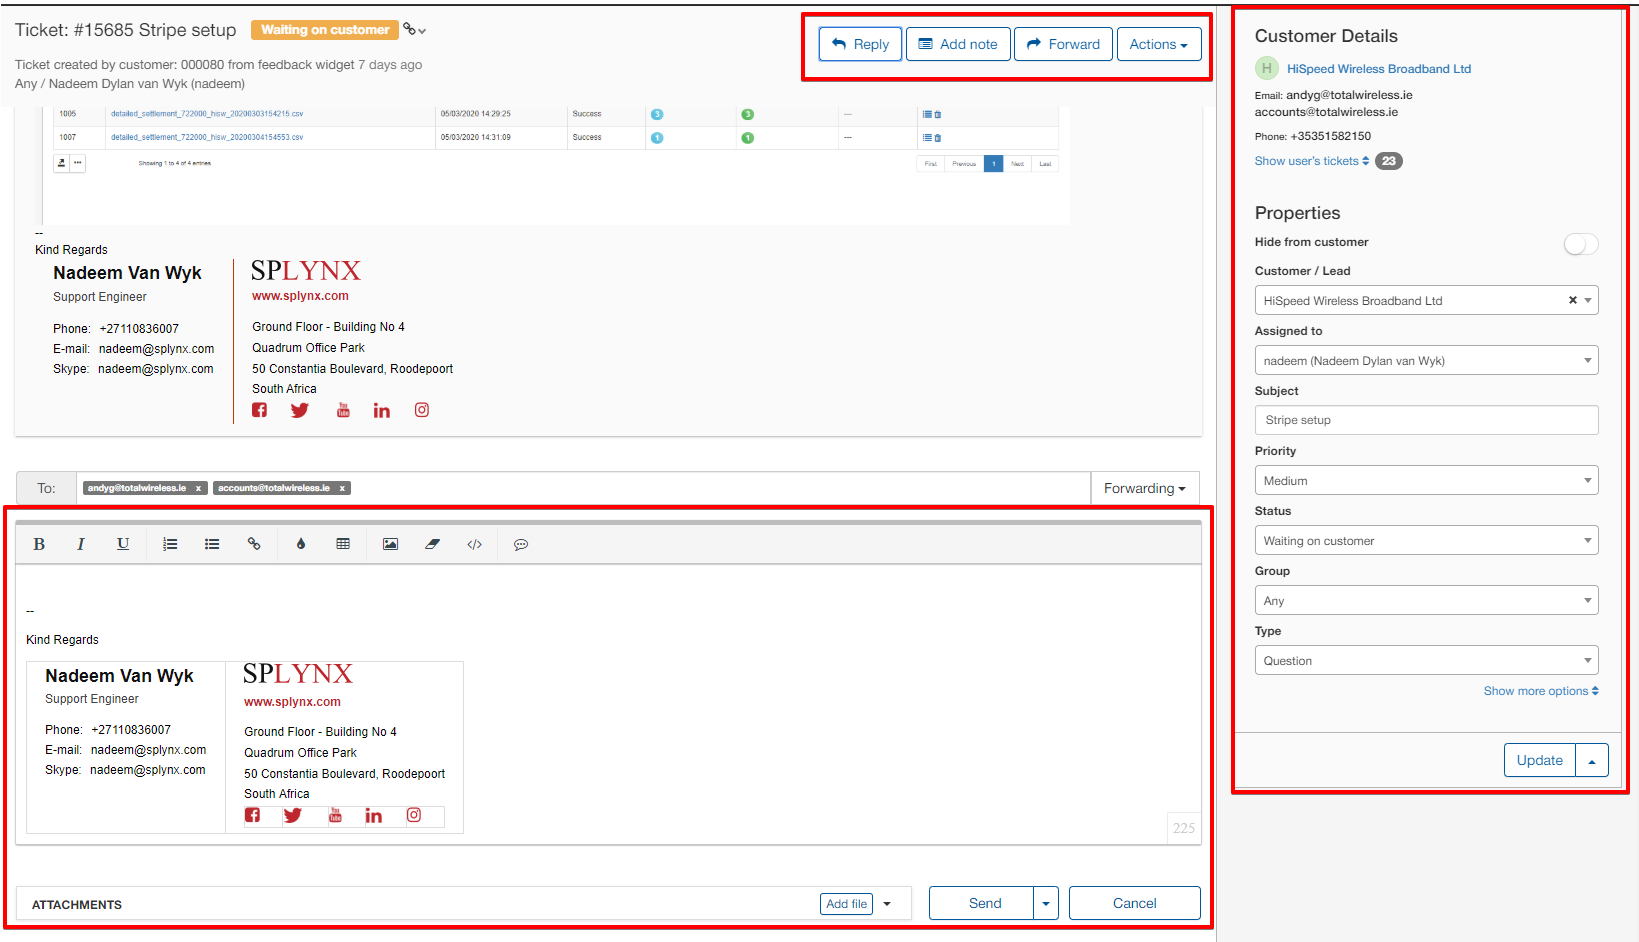 Ticket: #15685 Stripe setup Waiting on customer
Reply Add note Forward Actions
Ticket created by customer: 000080 from feedback widget 7 days ago
Any / Nadeem Dylan van Wyk (nadeem)
1005 detailed_settlement_722000_hisw_20200303154215.csv 05/03/2020 14:29:25 Success 3 3 ---
1007 detailed_settlement_722000_hisw_20200304154553.csv 05/03/2020 14:31:09 Success 1 1 ---
Showing 1 to 4 of 4 entries First Previous 1 Next Last
--
Kind Regards
Nadeem Van Wyk
Support Engineer
Phone: +27110836007
E-mail: nadeem@splynx.com
Skype: nadeem@splynx.com
SPLYNX
www.splynx.com
Ground Floor - Building No 4
Quadrum Office Park
50 Constantia Boulevard, Roodepoort
South Africa
To: andyg@totalwireless.ie x accounts@totalwireless.ie x Forwarding
B I U
--
Kind Regards
Nadeem Van Wyk
Support Engineer
Phone: +27110836007
E-mail: nadeem@splynx.com
Skype: nadeem@splynx.com
SPLYNX
www.splynx.com
Ground Floor - Building No 4
Quadrum Office Park
50 Constantia Boulevard, Roodepoort
South Africa
225
ATTACHMENTS Add file Send Cancel
Customer Details
H HiSpeed Wireless Broadband Ltd
Email: andyg@totalwireless.ie
accounts@totalwireless.ie
Phone: +35351582150
Show user's tickets 23
Properties
Hide from customer
Customer / Lead
HiSpeed Wireless Broadband Ltd ×
Assigned to
nadeem (Nadeem Dylan van Wyk)
Subject
Stripe setup
Priority
Medium
Status
Waiting on customer
Group
Any
Type
Question
Show more options
Update